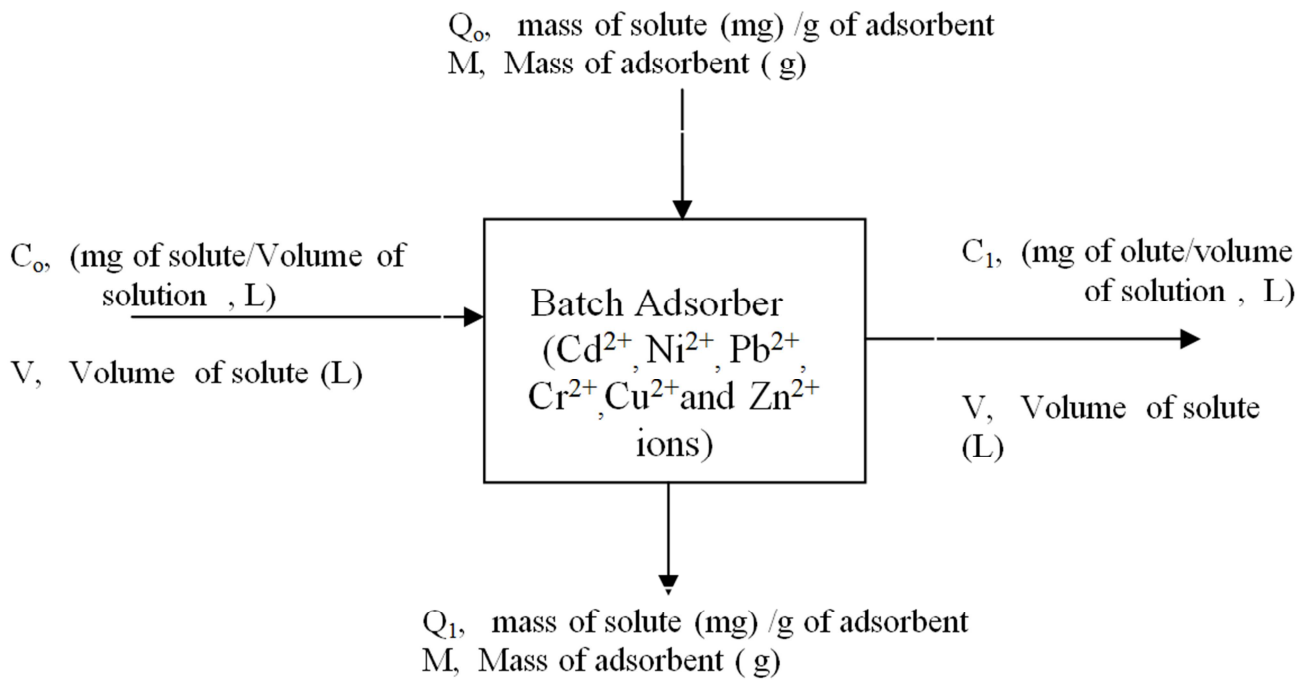 Qo, mass of solute (mg) /g of adsorbent
M, Mass of adsorbent ( g)
Co, (mg of solute/Volume of
solution , L)
V, Volume of solute (L)
Batch Adsorber
(Cd2+, Ni2+, Pb2+,
Cr2+,Cu2+and Zn2+
ions)
C1, (mg of olute/volume
of solution , L)
V, Volume of solute
(L)
Q1, mass of solute (mg) /g of adsorbent
M, Mass of adsorbent ( g)